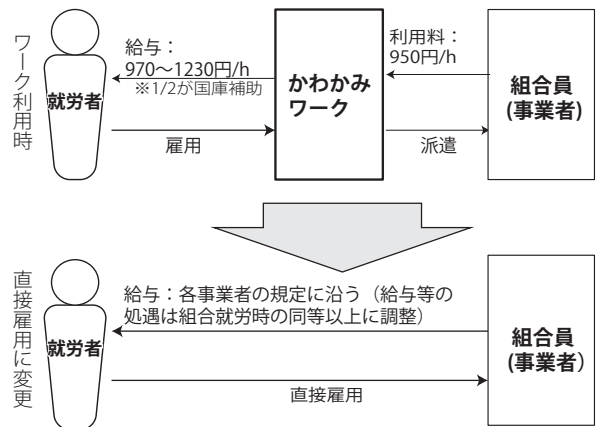 ワーク利用時
就労者
給与：
970～1230円/h
※1/2が国庫補助
雇用
かわかみ
ワーク
利用料：
950円/h
派遣
組合員
(事業者)
直接雇用に変更
就労者
給与：各事業者の規定に沿う（給与等の
処遇は組合就労時の同等以上に調整）
直接雇用
組合員
(事業者）